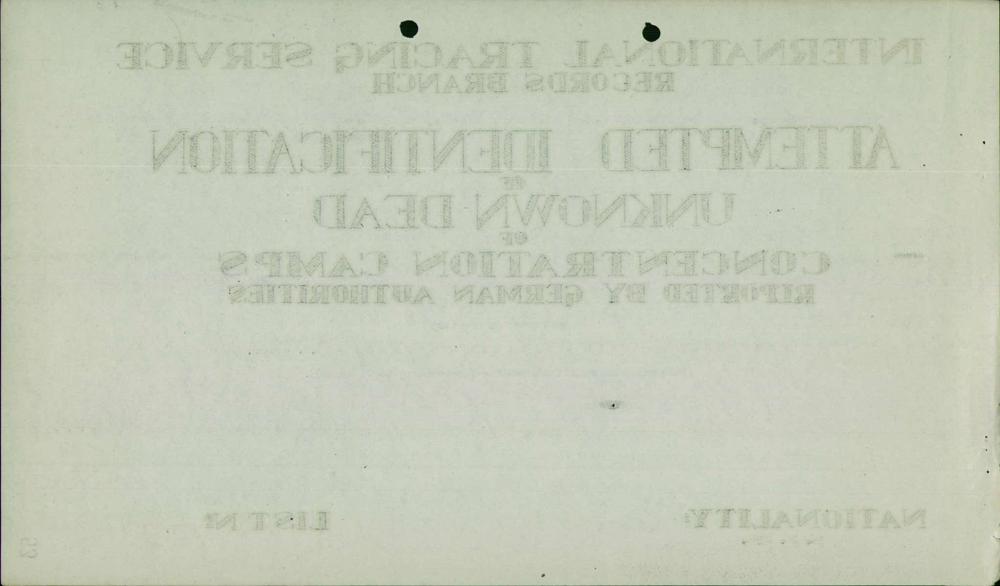 INTERNATIONAL TRACING SERVICE
RECORDS BRANCH
ATTEMPTED IDENTIFICATION
OF
UNKNOWN DEAD
OF
CONCENTRATION CAMPS
REPORTED BY GERMAN AUTHORITIES
NATIONALITY:
LIST Nº
53